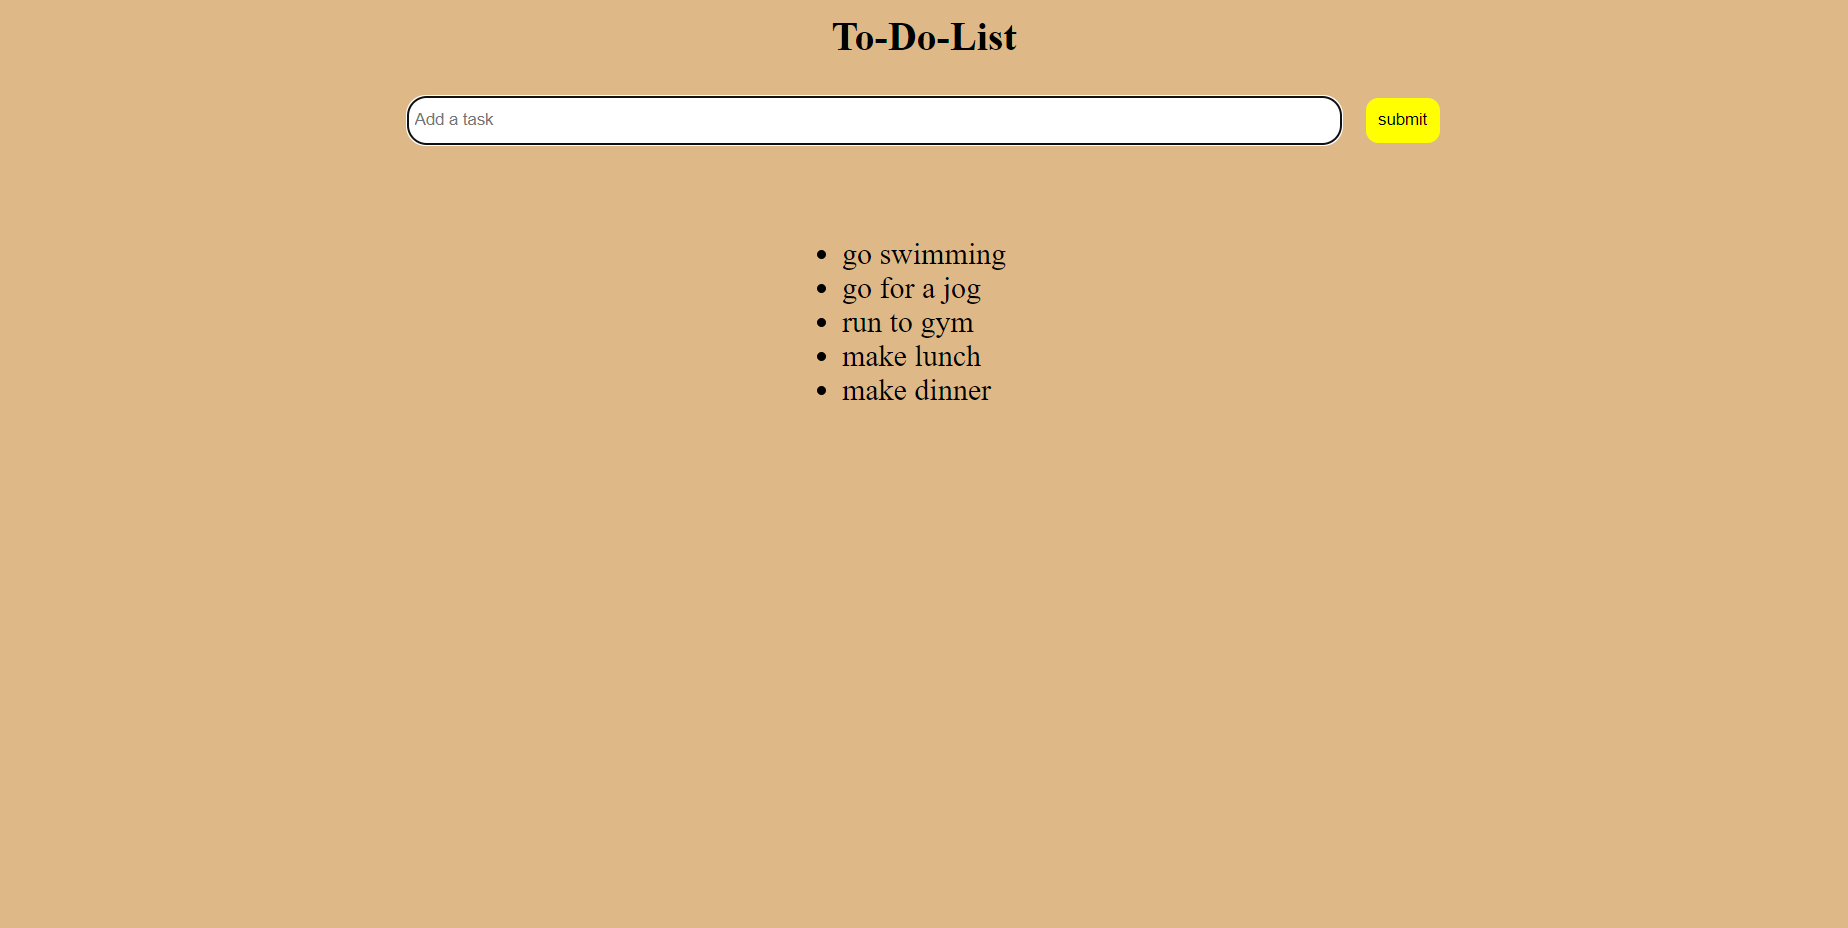 To-Do-List
Add a task
submit
go swimming
go for a jog
run to gym
make lunch
make dinner